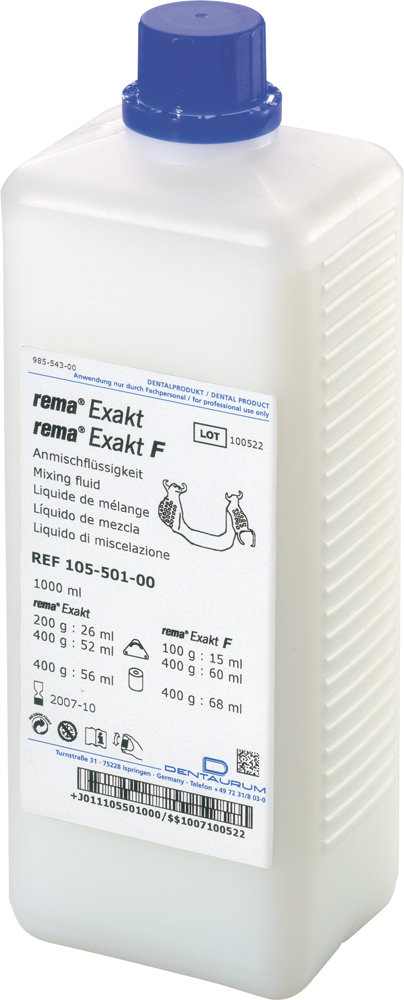 985-543-00
DENTALPRODUKT / DENTAL PRODUCT
Anwendung nur durch Fachpersonal / for professional use only
rema® Exakt
rema® Exakt F
LOT 100522
Anmischflüssigkeit
Mixing fluid
Liquide de mélange
Líquido de mezcla
Liquido di miscelazione
REF 105-501-00
1000 ml
rema® Exakt
200 g : 26 ml
400 g : 52 ml
400 g : 56 ml
rema® Exakt F
100 g : 15 ml
400 g : 60 ml
400 g : 68 ml
2007-10
D
DENTAURUM
Turnstraße 31 · 75228 Ispringen · Germany · Telefon +49 72 31/8 03-0
+J011105501000/$$1007100522